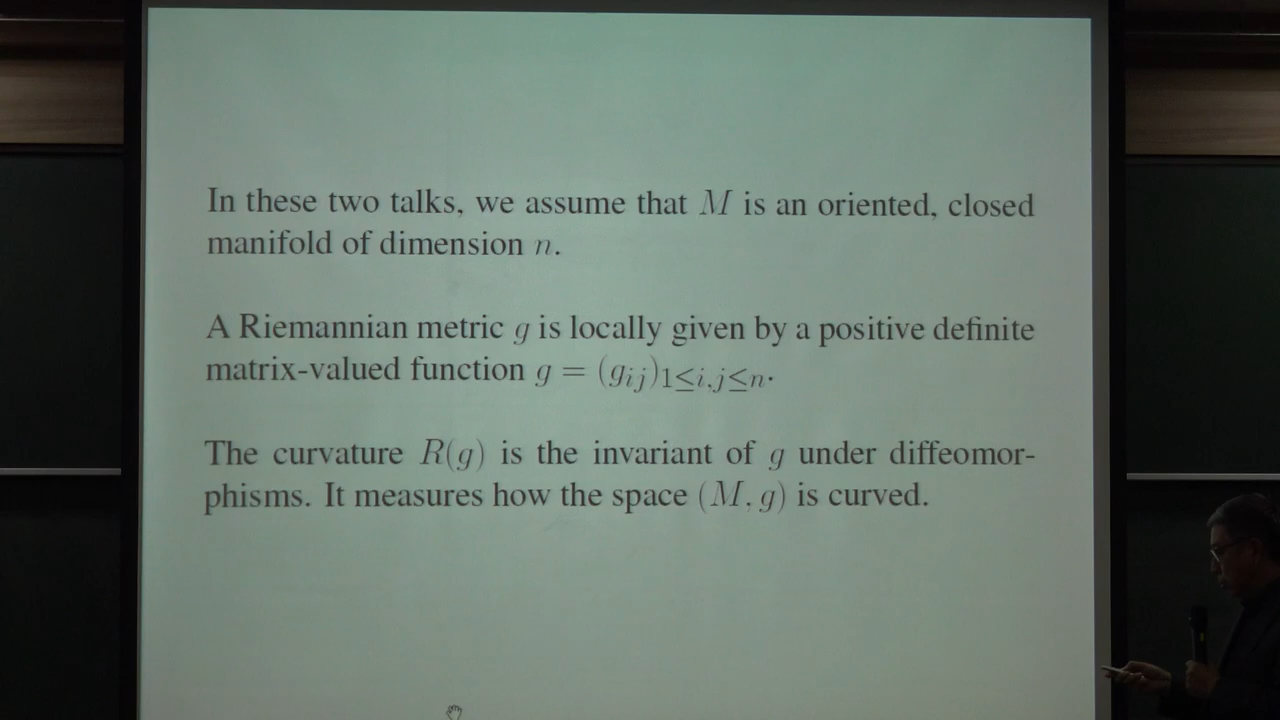 In these two talks, we assume that M is an oriented, closed
manifold of dimension n.
A Riemannian metric g is locally given by a positive definite
matrix-valued function g = (g_{ij})_{1≤i,j≤n}.
The curvature R(g) is the invariant of g under diffeomor-
phisms. It measures how the space (M, g) is curved.